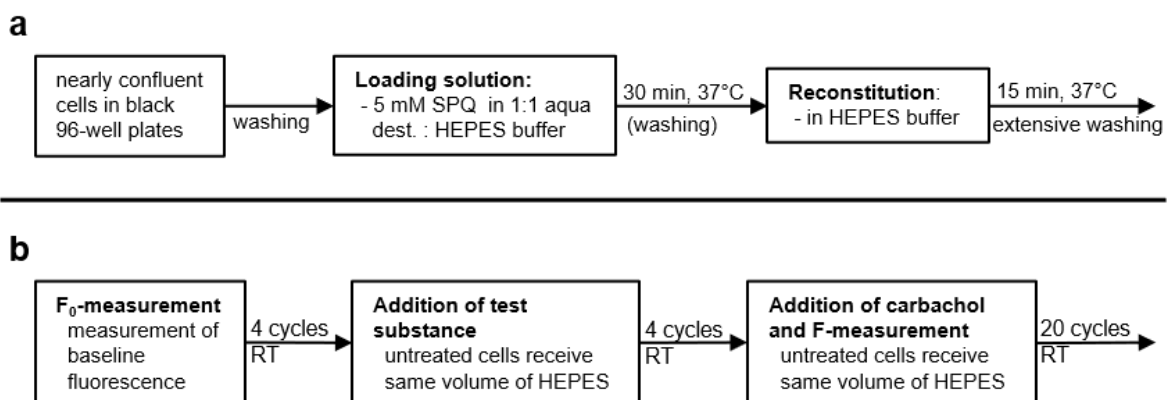 a
nearly confluent
cells in black
96-well plates
washing
Loading solution:
- 5 mM SPQ in 1:1 aqua
dest. : HEPES buffer
30 min, 37°C
(washing)
Reconstitution:
- in HEPES buffer
15 min, 37°C
extensive washing
b
F0-measurement
measurement of
baseline
fluorescence
4 cycles
RT
Addition of test
substance
untreated cells receive
same volume of HEPES
4 cycles
RT
Addition of carbachol
and F-measurement
untreated cells receive
same volume of HEPES
20 cycles
RT